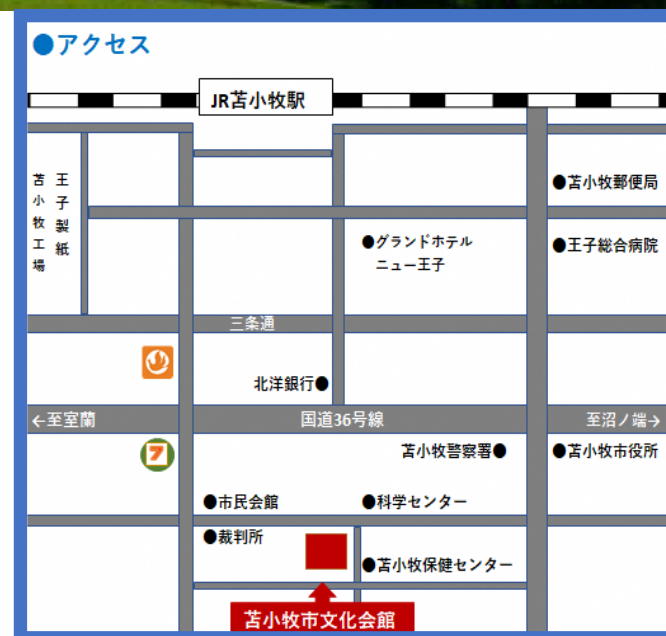 ●アクセス
JR苫小牧駅
王子製紙
苫小牧工場
●苫小牧郵便局
●グランドホテル
ニュー王子
●王子総合病院
三条通
北洋銀行●
←至室蘭
国道36号線
至沼ノ端→
7
苫小牧警察署●
●苫小牧市役所
●市民会館
●科学センター
●裁判所
●苫小牧保健センター
苫小牧市文化会館